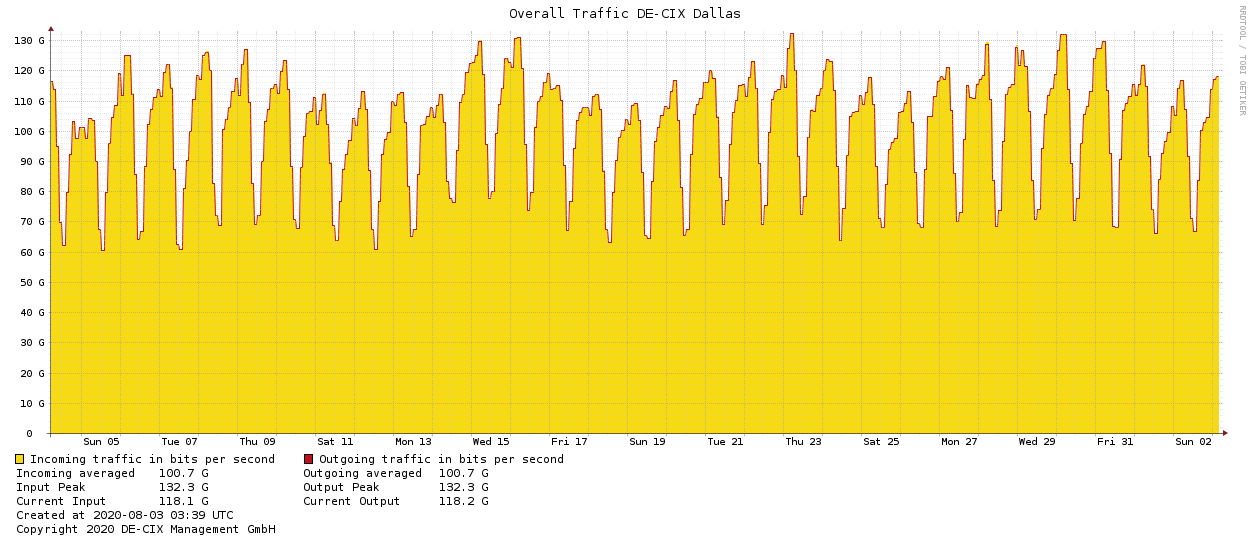 Overall Traffic DE-CIX Dallas
RRDTOOL / TOBI OETIKER
130 G
120 G
110 G
100 G
90 G
80 G
70 G
60 G
50 G
40 G
30 G
20 G
10 G
0
Sun 05 Tue 07 Thu 09 Sat 11 Mon 13 Wed 15 Fri 17 Sun 19 Tue 21 Thu 23 Sat 25 Mon 27 Wed 29 Fri 31 Sun 02
Incoming traffic in bits per second Outgoing traffic in bits per second
Incoming averaged 100.7 G Outgoing averaged 100.7 G
Input Peak 132.3 G Output Peak 132.3 G
Current Input 118.1 G Current Output 118.2 G
Created at 2020-08-03 03:39 UTC
Copyright 2020 DE-CIX Management GmbH